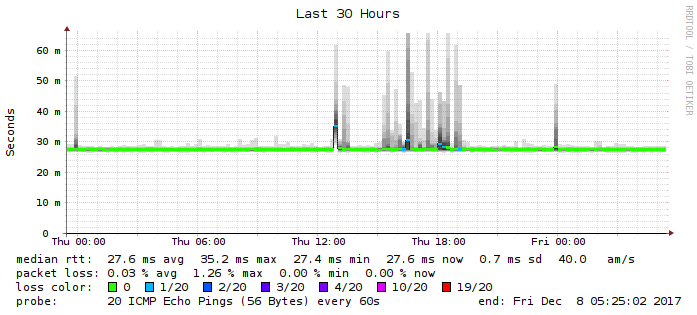 Last 30 Hours
RRDTOOL / TOBI OETIKER
Seconds
60 m
50 m
40 m
30 m
20 m
10 m
0
Thu 00:00 Thu 06:00 Thu 12:00 Thu 18:00 Fri 00:00
median rtt: 27.6 ms avg 35.2 ms max 27.4 ms min 27.6 ms now 0.7 ms sd 40.0 am/s
packet loss: 0.03 % avg 1.26 % max 0.00 % min 0.00 % now
loss color: 0 1/20 2/20 3/20 4/20 10/20 19/20
probe: 20 ICMP Echo Pings (56 Bytes) every 60s end: Fri Dec 8 05:25:02 2017